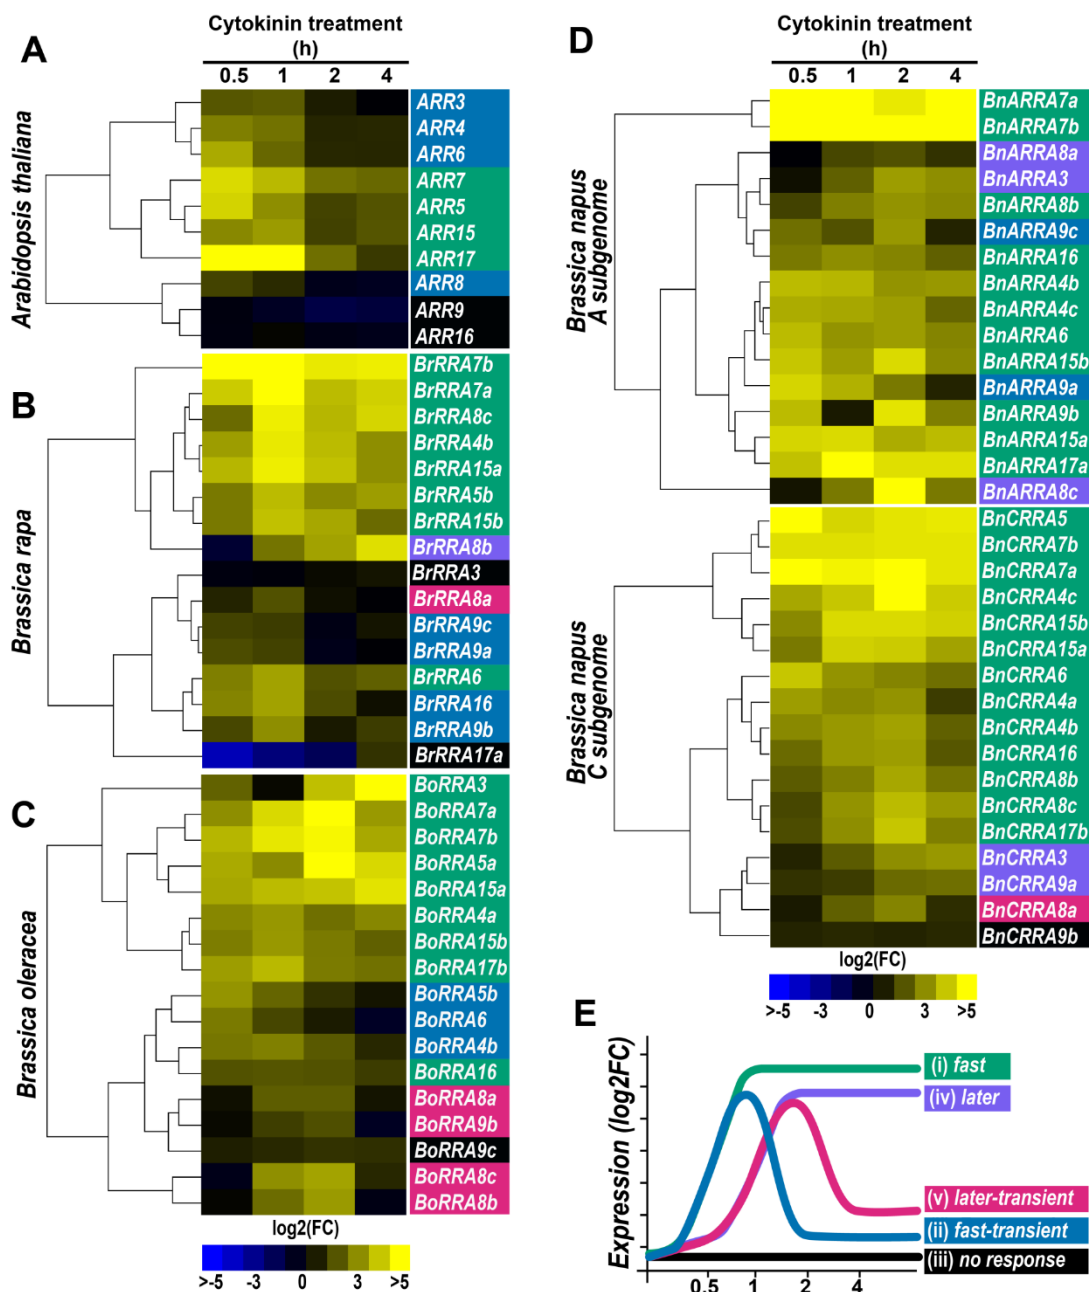 A
Cytokinin treatment
(h)
0.5 1 2 4
Arabidopsis thaliana
ARR3
ARR4
ARR6
ARR7
ARR5
ARR15
ARR17
ARR8
ARR9
ARR16
B
Brassica rapa
BrRRA7b
BrRRA7a
BrRRA8c
BrRRA4b
BrRRA15a
BrRRA5b
BrRRA15b
BrRRA8b
BrRRA3
BrRRA8a
BrRRA9c
BrRRA9a
BrRRA6
BrRRA16
BrRRA9b
BrRRA17a
C
Brassica oleracea
BoRRA3
BoRRA7a
BoRRA7b
BoRRA5a
BoRRA15a
BoRRA4a
BoRRA15b
BoRRA17b
BoRRA5b
BoRRA6
BoRRA4b
BoRRA16
BoRRA8a
BoRRA9b
BoRRA9c
BoRRA8c
BoRRA8b
log2(FC)
>-5 -3 0 3 >5
D
Cytokinin treatment
(h)
0.5 1 2 4
Brassica napus
A subgenome
BnARRA7a
BnARRA7b
BnARRA8a
BnARRA3
BnARRA8b
BnARRA9c
BnARRA16
BnARRA4b
BnARRA4c
BnARRA6
BnARRA15b
BnARRA9a
BnARRA9b
BnARRA15a
BnARRA17a
BnARRA8c
Brassica napus
C subgenome
BnCRRA5
BnCRRA7b
BnCRRA7a
BnCRRA4c
BnCRRA15b
BnCRRA15a
BnCRRA6
BnCRRA4a
BnCRRA4b
BnCRRA16
BnCRRA8b
BnCRRA8c
BnCRRA17b
BnCRRA3
BnCRRA9a
BnCRRA8a
BnCRRA9b
log2(FC)
>-5 -3 0 3 >5
E
Expression (log2FC)
(i) fast
(iv) later
(v) later-transient
(ii) fast-transient
(iii) no response
0.5 1 2 4